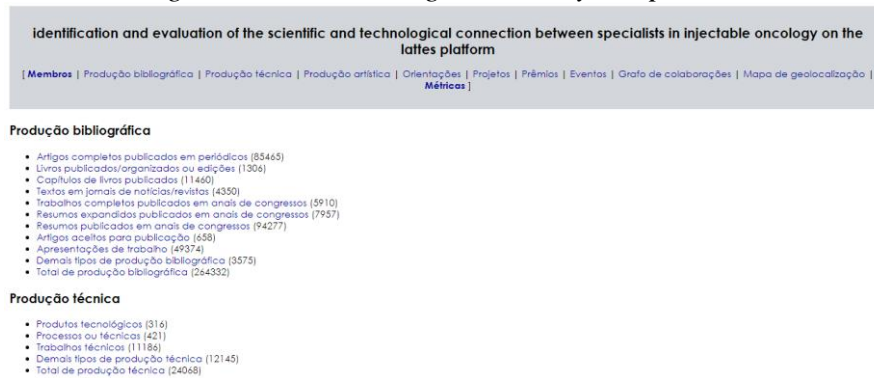 identification and evaluation of the scientific and technological connection between specialists in injectable oncology on the
lattes platform
[ Membros | Produção bibliográfica | Produção técnica | Produção artística | Orientações | Projetos | Prêmios | Eventos | Grafo de colaborações | Mapa de geolocalização |
Métricas ]
Produção bibliográfica
• Artigos completos publicados em periódicos (85465)
• Livros publicados/organizados ou edições (1306)
• Capítulos de livros publicados (11460)
• Textos em jornais de notícias/revistas (4350)
• Trabalhos completos publicados em anais de congressos (5910)
• Resumos expandidos publicados em anais de congressos (7957)
• Resumos publicados em anais de congressos (94277)
• Artigos aceitos para publicação (658)
• Apresentações de trabalho (49374)
• Demais tipos de produção bibliográfica (3575)
• Total de produção bibliográfica (264332)
Produção técnica
• Produtos tecnológicos (316)
• Processos ou técnicas (421)
• Trabalhos técnicos (11186)
• Demais tipos de produção técnica (12145)
• Total de produção técnica (24068)